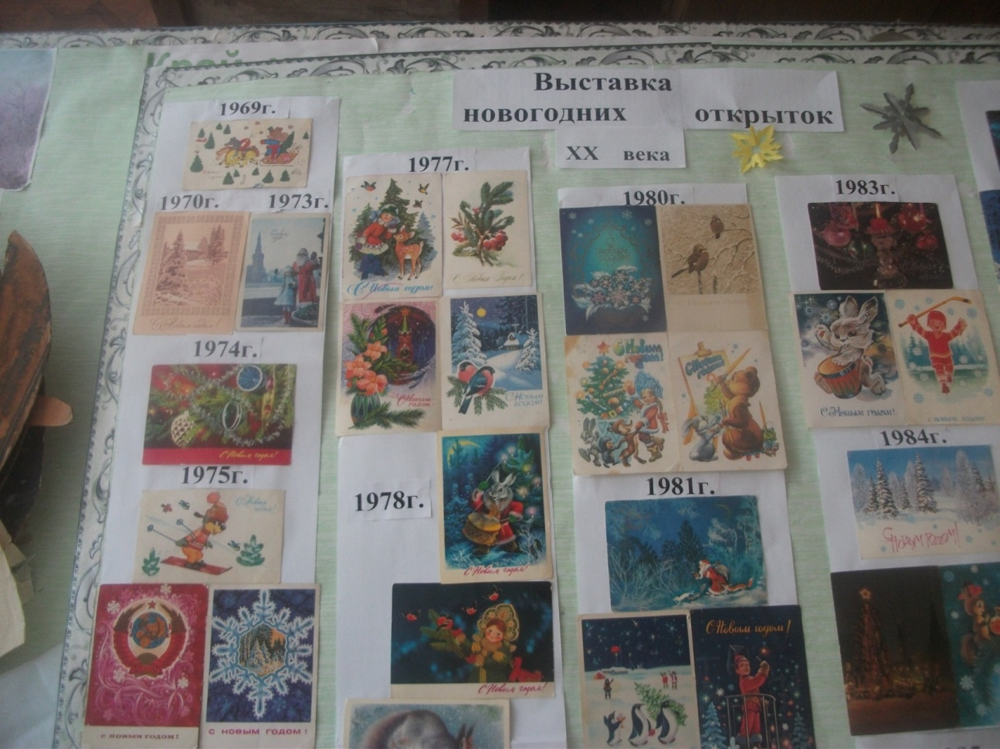 Край
Выставка
новогодних открыток
XX века
1969г.
1970г. 1973г.
С Новым годом!
1974г.
С Новым годом!
1975г.
С Новым
годом!
С НОВЫМ ГОДОМ!
С НОВЫМ ГОДОМ!
1977г.
С Новым годом!
С Новым годом!
С Новым
годом!
С Новым
годом!
1978г.
С Новым годом!
С Новым годом!
1980г.
С Новым
годом!
1981г.
С Новым годом!
1983г.
С Новым годом!
С НОВЫМ ГОДОМ!
1984г.
С Новым годом!